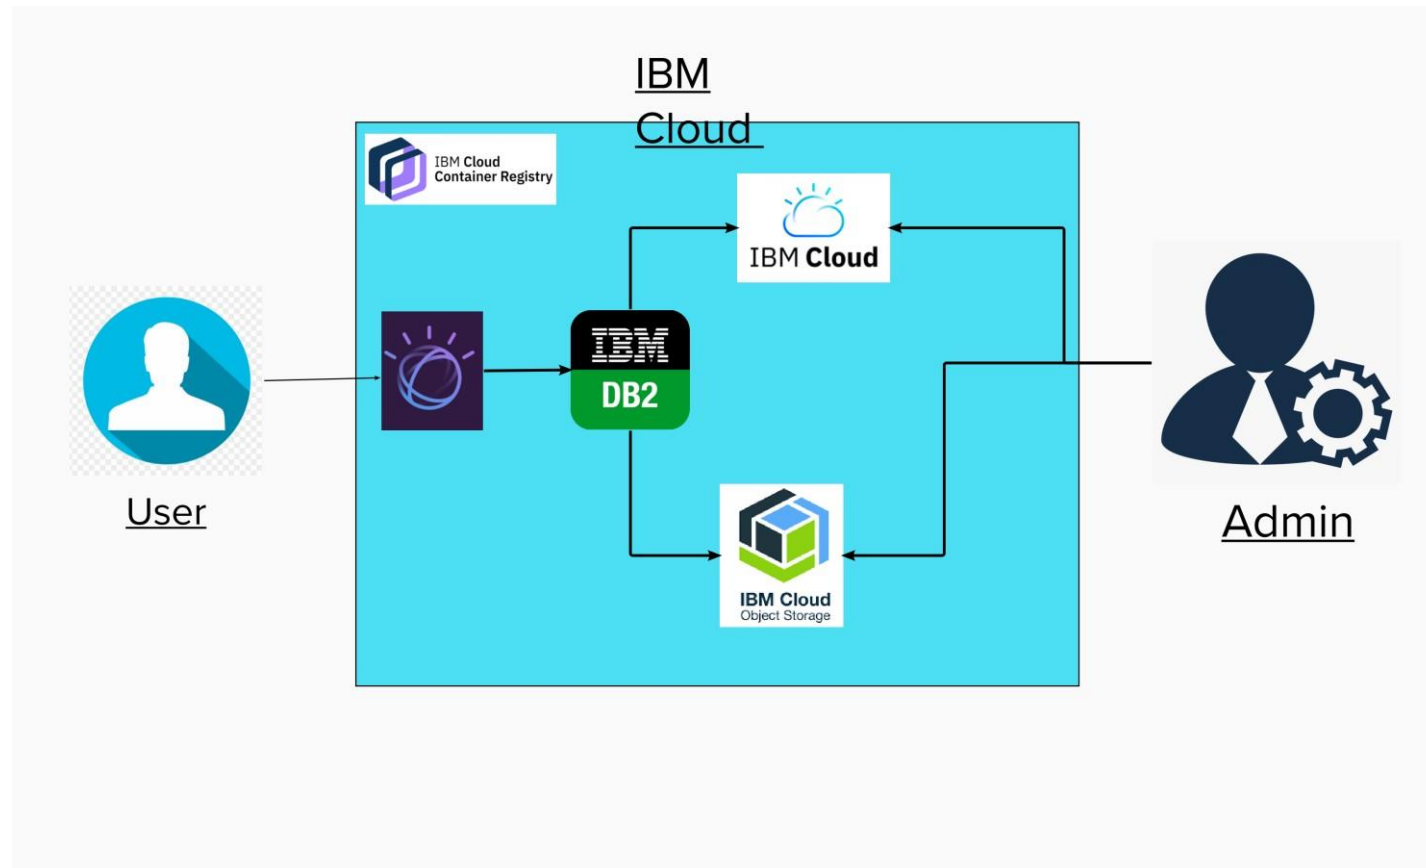 IBM
Cloud
IBM Cloud
Container Registry
IBM Cloud
IBM
DB2
User
IBM Cloud
Object Storage
Admin